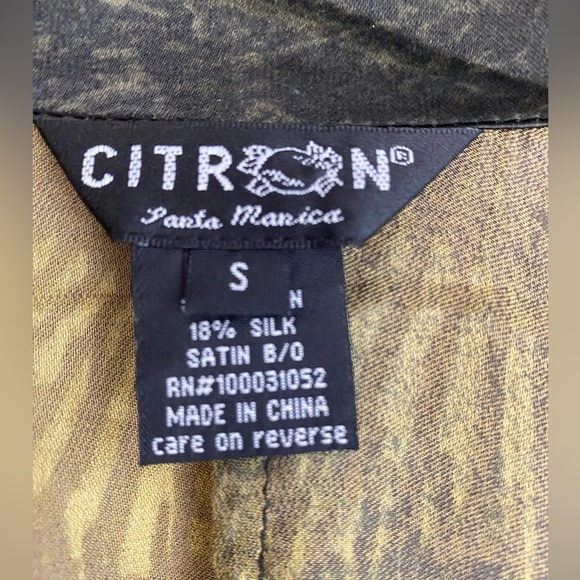 CITRON®
Santa Monica
S
N
18% SILK
SATIN B/O
RN#100031052
MADE IN CHINA
care on reverse